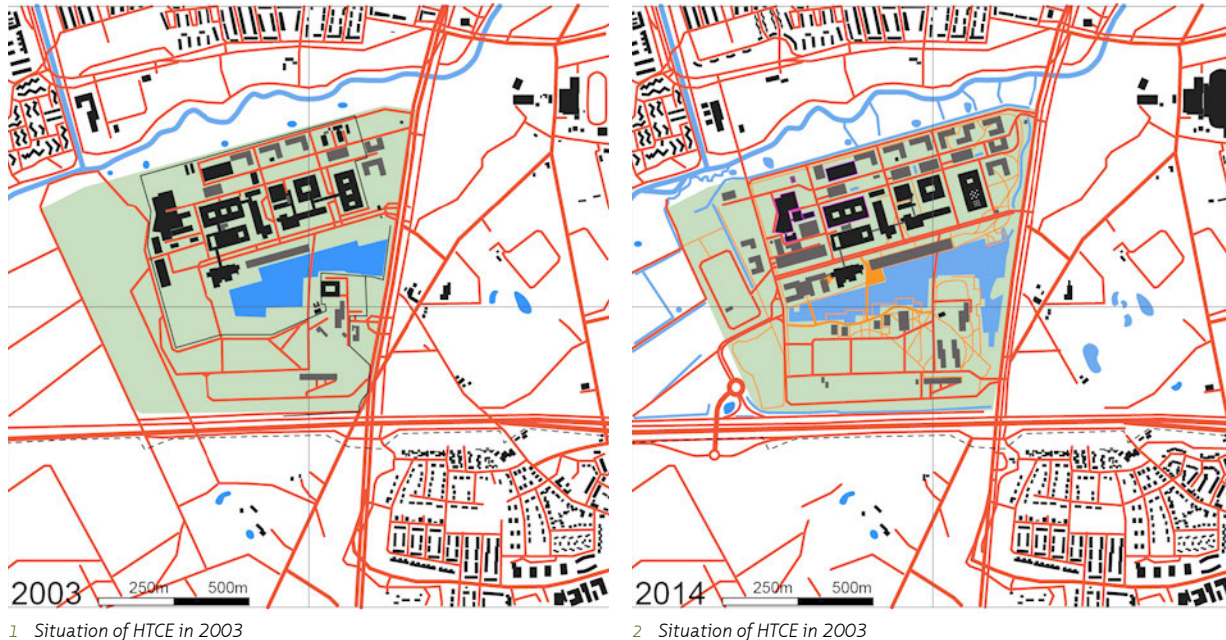 2003
250m 500m
1 Situation of HTCE in 2003
2014
250m 500m
2 Situation of HTCE in 2003